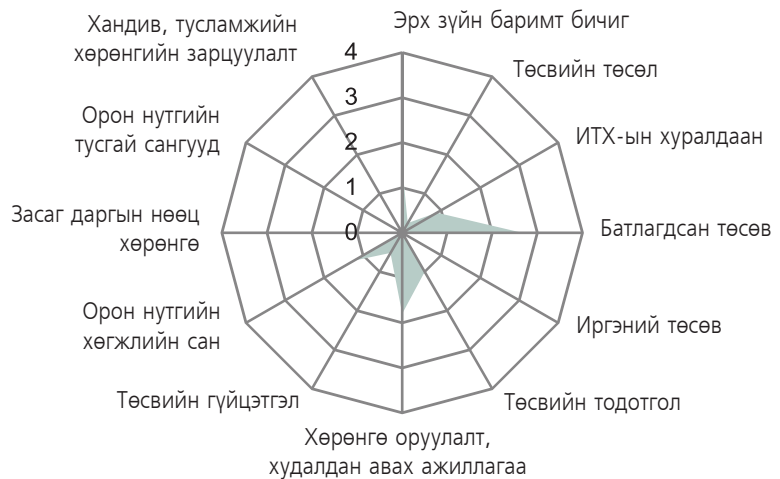 Эрх зүйн баримт бичиг
Төсвийн төсөл
ИТХ-ын хуралдаан
Батлагдсан төсөв
Иргэний төсөв
Төсвийн тодотгол
Хөрөнгө оруулалт,
худалдан авах ажиллагаа
Төсвийн гүйцэтгэл
Орон нутгийн
хөгжлийн сан
Засаг даргын нөөц
хөрөнгө
Орон нутгийн
тусгай сангууд
Хандив, тусламжийн
хөрөнгийн зарцуулалт
4
3
2
1
0